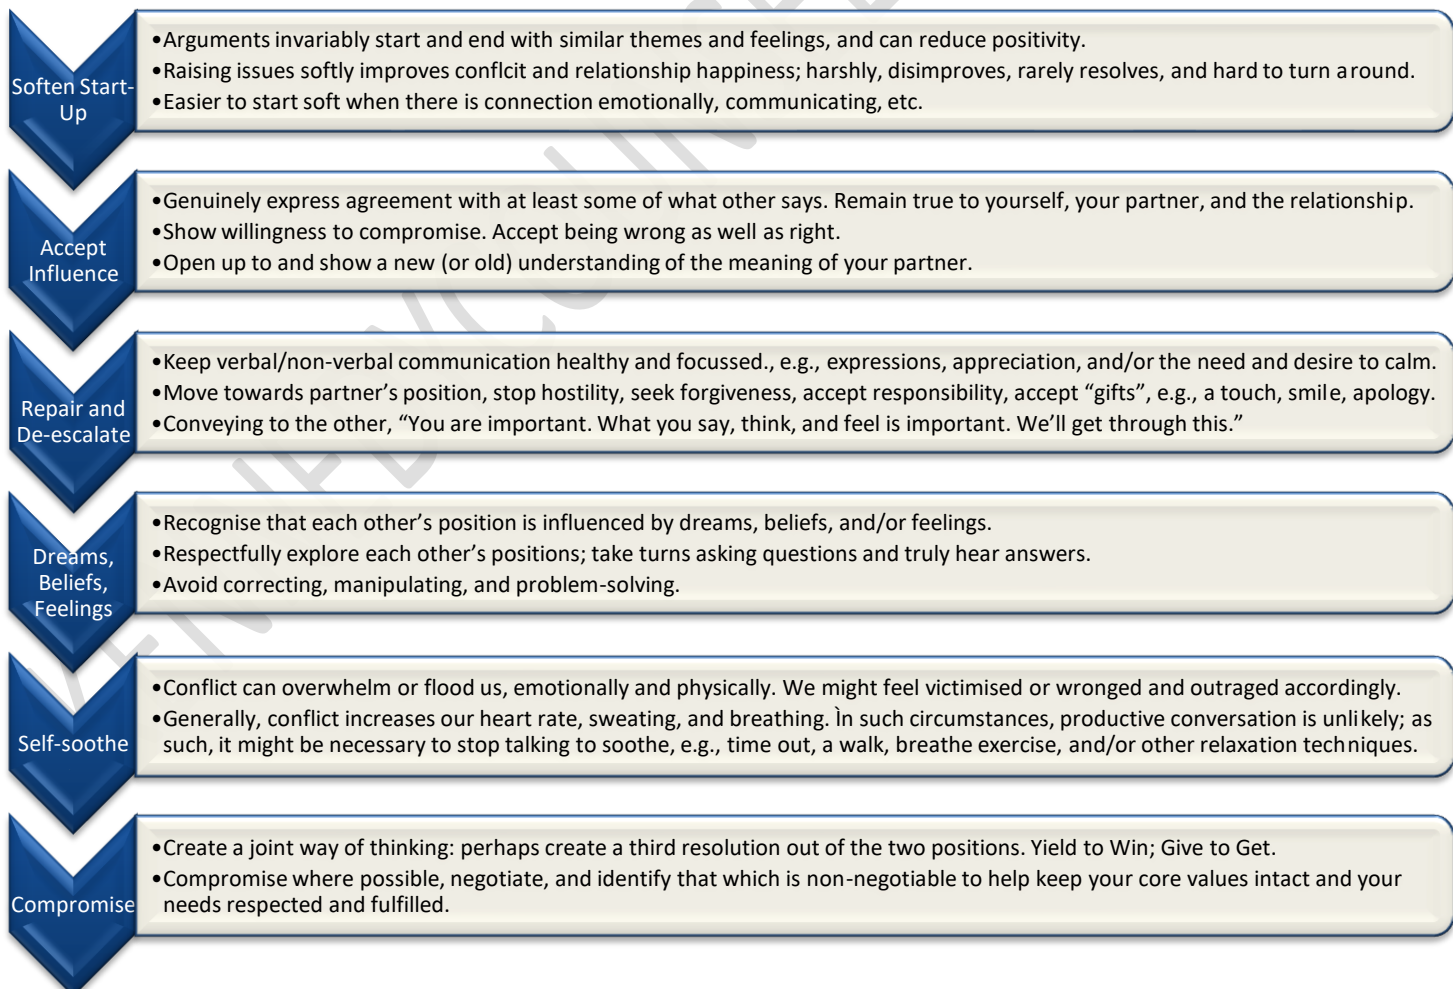 Soften Start-
Up
•Arguments invariably start and end with similar themes and feelings, and can reduce positivity.
•Raising issues softly improves conflcit and relationship happiness; harshly, disimproves, rarely resolves, and hard to turn around.
•Easier to start soft when there is connection emotionally, communicating, etc.
Accept
Influence
•Genuinely express agreement with at least some of what other says. Remain true to yourself, your partner, and the relationship.
•Show willingness to compromise. Accept being wrong as well as right.
•Open up to and show a new (or old) understanding of the meaning of your partner.
Repair and
De-escalate
•Keep verbal/non-verbal communication healthy and focussed., e.g., expressions, appreciation, and/or the need and desire to calm.
•Move towards partner’s position, stop hostility, seek forgiveness, accept responsibility, accept “gifts”, e.g., a touch, smile, apology.
•Conveying to the other, “You are important. What you say, think, and feel is important. We’ll get through this.”
Dreams,
Beliefs,
Feelings
•Recognise that each other’s position is influenced by dreams, beliefs, and/or feelings.
•Respectfully explore each other’s positions; take turns asking questions and truly hear answers.
•Avoid correcting, manipulating, and problem-solving.
Self-soothe
•Conflict can overwhelm or flood us, emotionally and physically. We might feel victimised or wronged and outraged accordingly.
•Generally, conflict increases our heart rate, sweating, and breathing. Ìn such circumstances, productive conversation is unlikely; as
such, it might be necessary to stop talking to soothe, e.g., time out, a walk, breathe exercise, and/or other relaxation techniques.
Compromise
•Create a joint way of thinking: perhaps create a third resolution out of the two positions. Yield to Win; Give to Get.
•Compromise where possible, negotiate, and identify that which is non-negotiable to help keep your core values intact and your
needs respected and fulfilled.